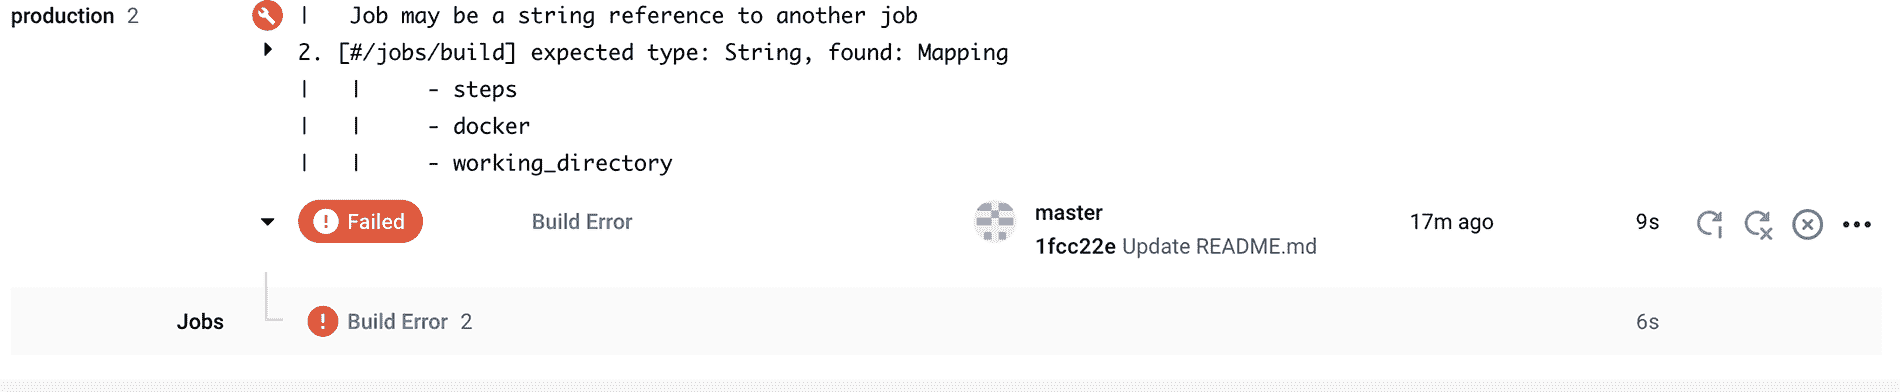 production 2 | Job may be a string reference to another job
2. [#/jobs/build] expected type: String, found: Mapping
| | - steps
| | - docker
| | - working_directory
Failed Build Error master 17m ago 9s
1fcc22e Update README.md
Jobs Build Error 2 6s